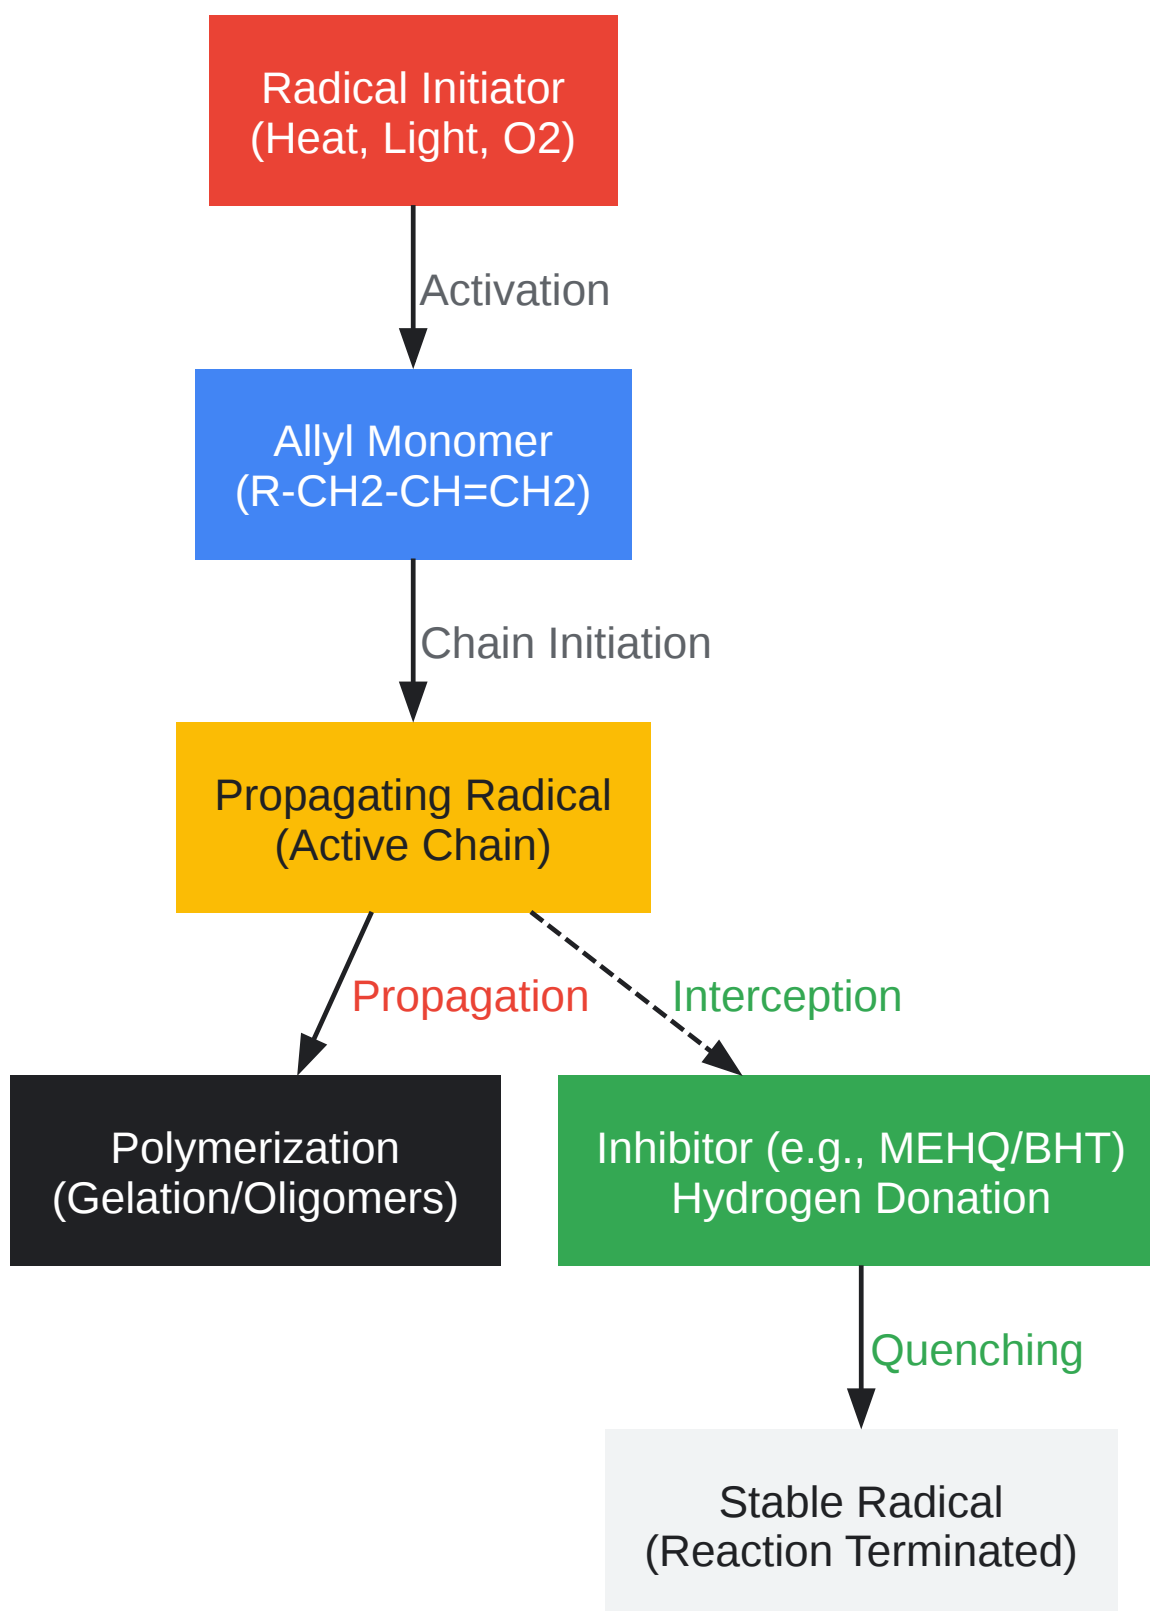 Radical Initiator
(Heat, Light, O2)
Activation
Allyl Monomer
(R-CH2-CH=CH2)
Chain Initiation
Propagating Radical
(Active Chain)
Propagation
Interception
Polymerization
(Gelation/Oligomers)
Inhibitor (e.g., MEHQ/BHT)
Hydrogen Donation
Quenching
Stable Radical
(Reaction Terminated)